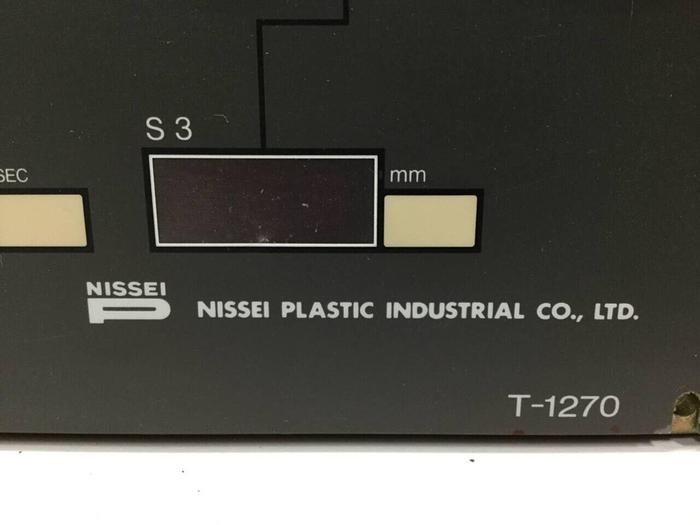 S 3
SEC
mm
NISSEI
NISSEI PLASTIC INDUSTRIAL CO., LTD.
T-1270